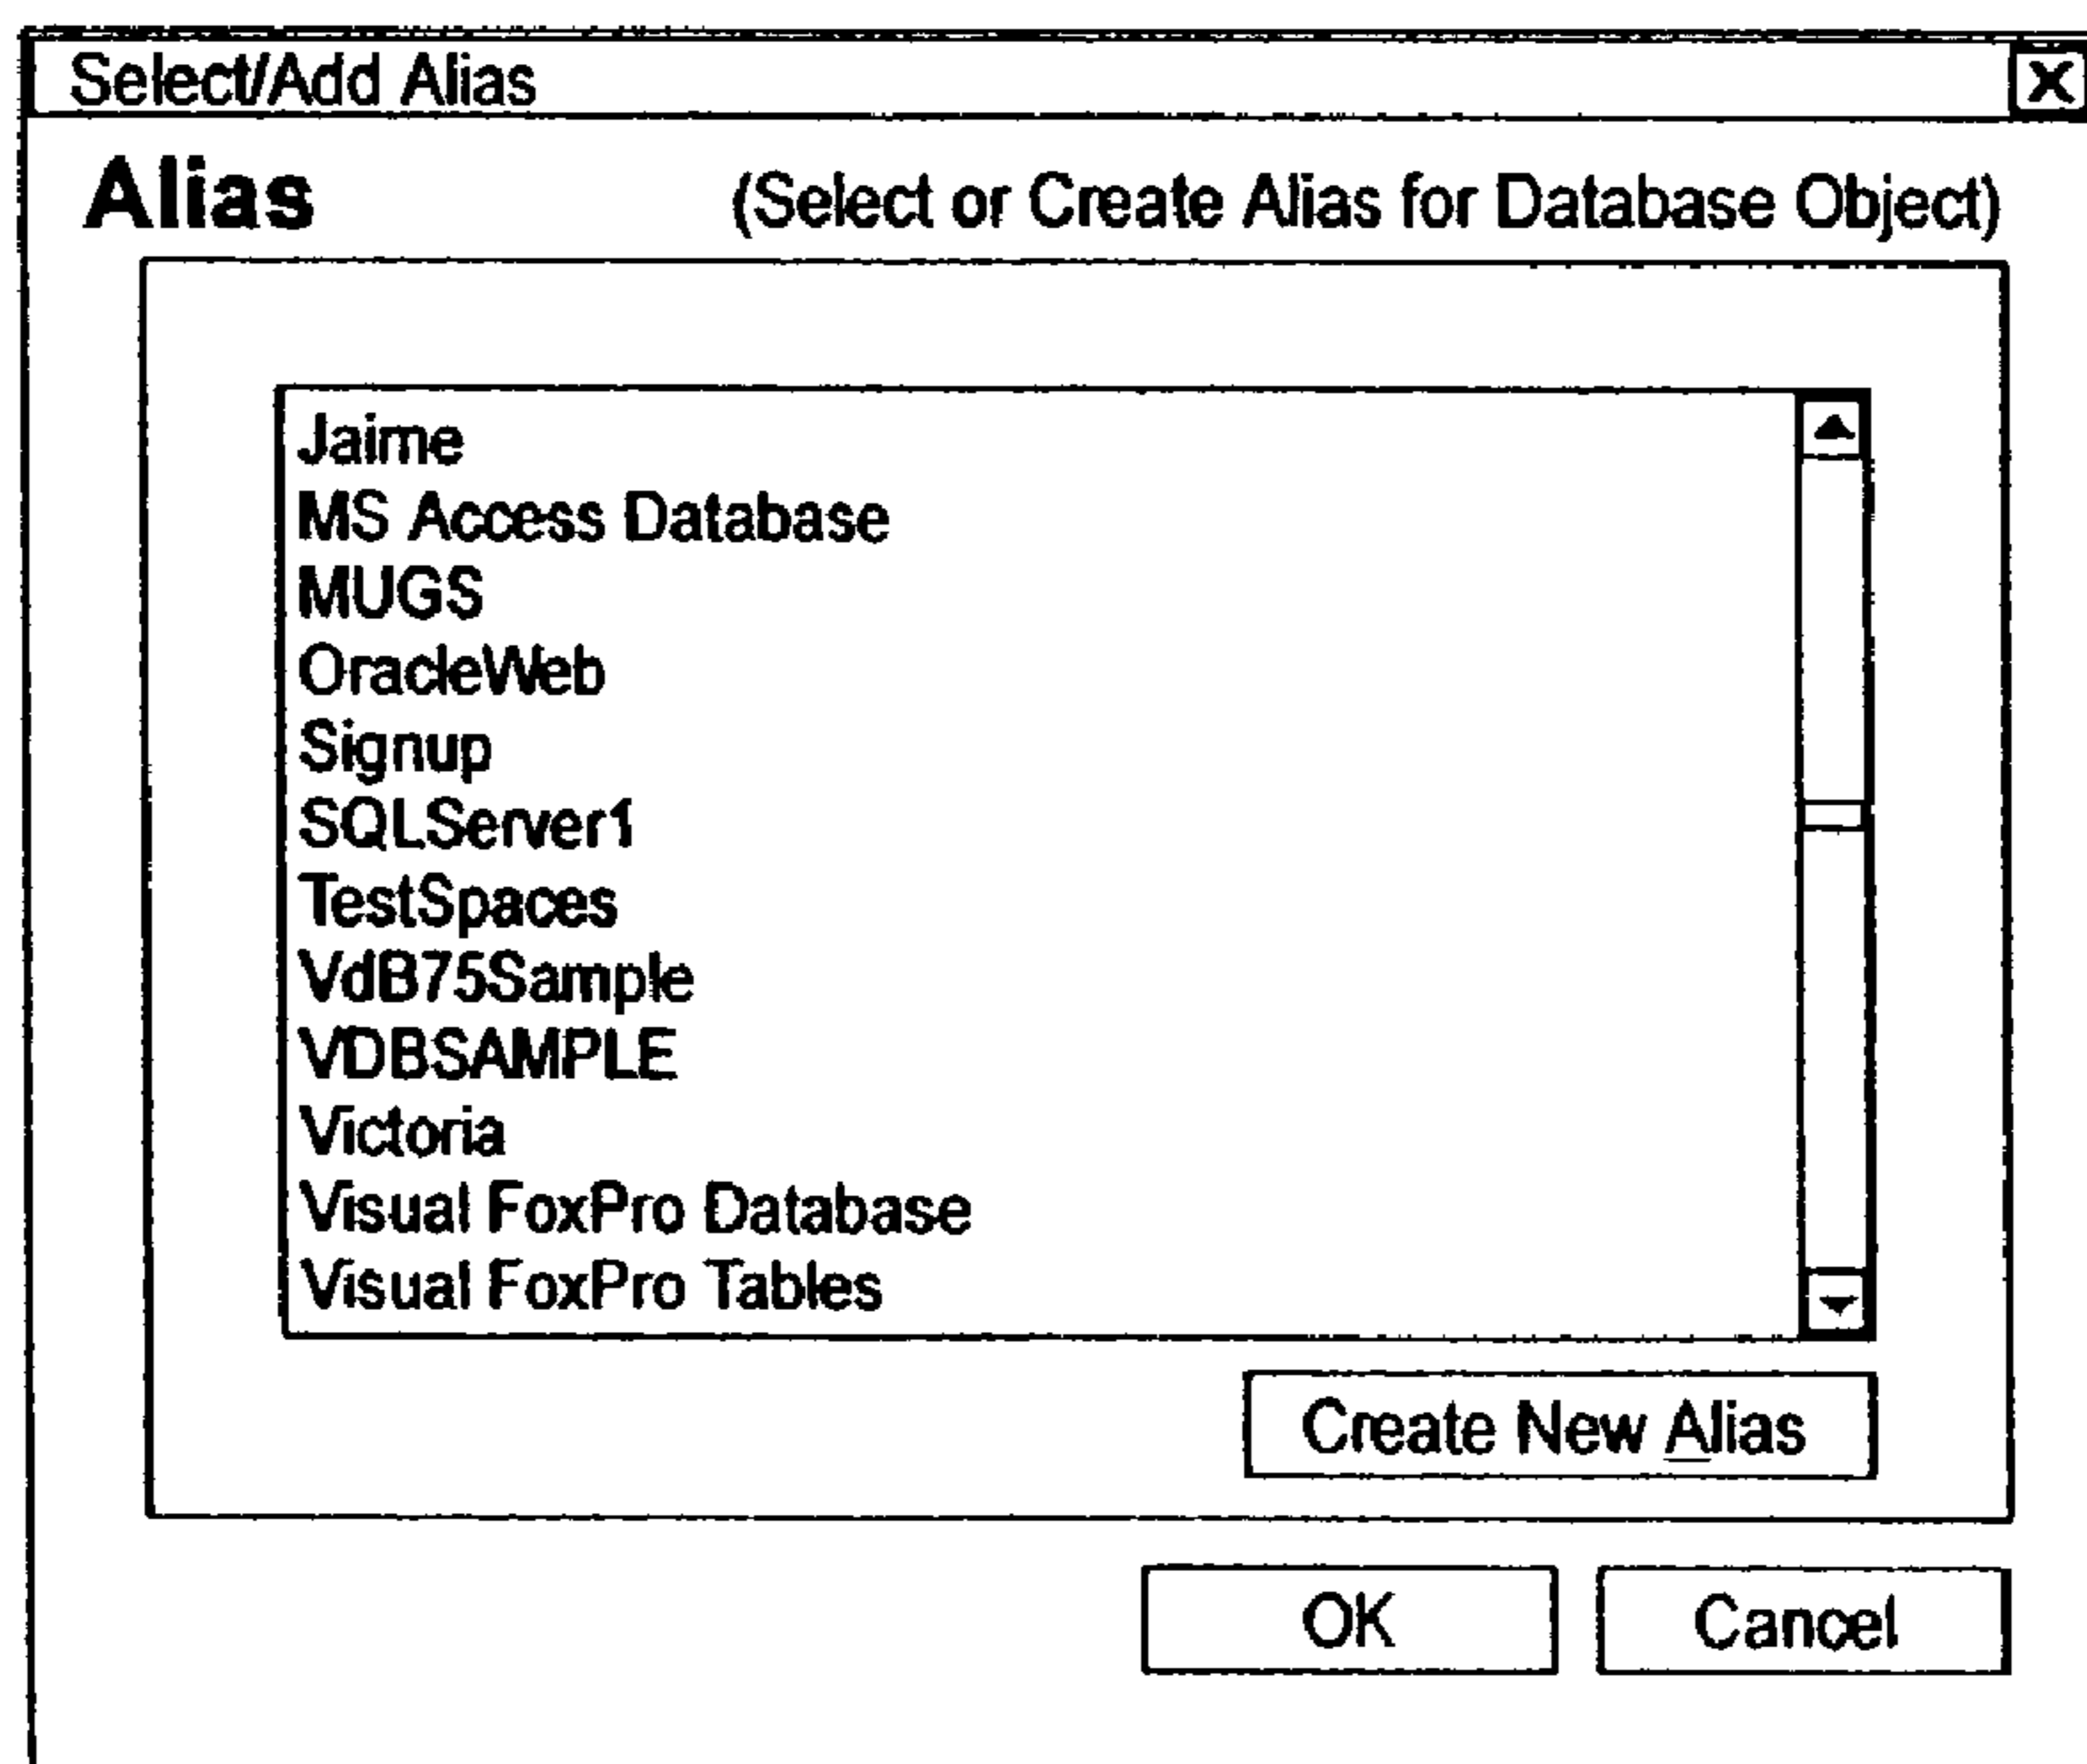 Select/Add Alias
X
Alias
(Select or Create Alias for Database Object)
Jaime
MS Access Database
MUGS
OracleWeb
Signup
SQLServer1
TestSpaces
VdB75Sample
VDBSAMPLE
Victoria
Visual FoxPro Database
Visual FoxPro Tables
Create New Alias
OK
Cancel